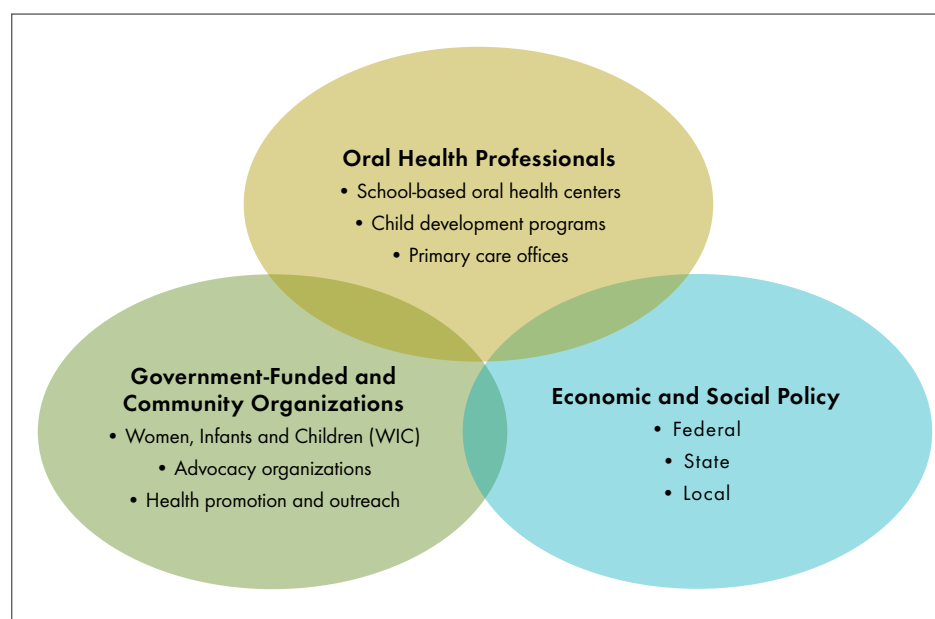 Oral Health Professionals
• School-based oral health centers
• Child development programs
• Primary care offices
Government-Funded and
Community Organizations
• Women, Infants and Children (WIC)
• Advocacy organizations
• Health promotion and outreach
Economic and Social Policy
• Federal
• State
• Local